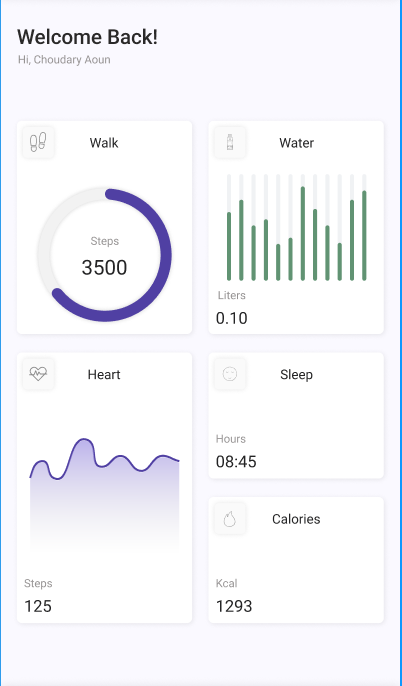 Welcome Back!
Hi, Choudary Aoun
Walk
Steps
3500
Water
Liters
0.10
Heart
Steps
125
Sleep
Hours
08:45
Calories
Kcal
1293